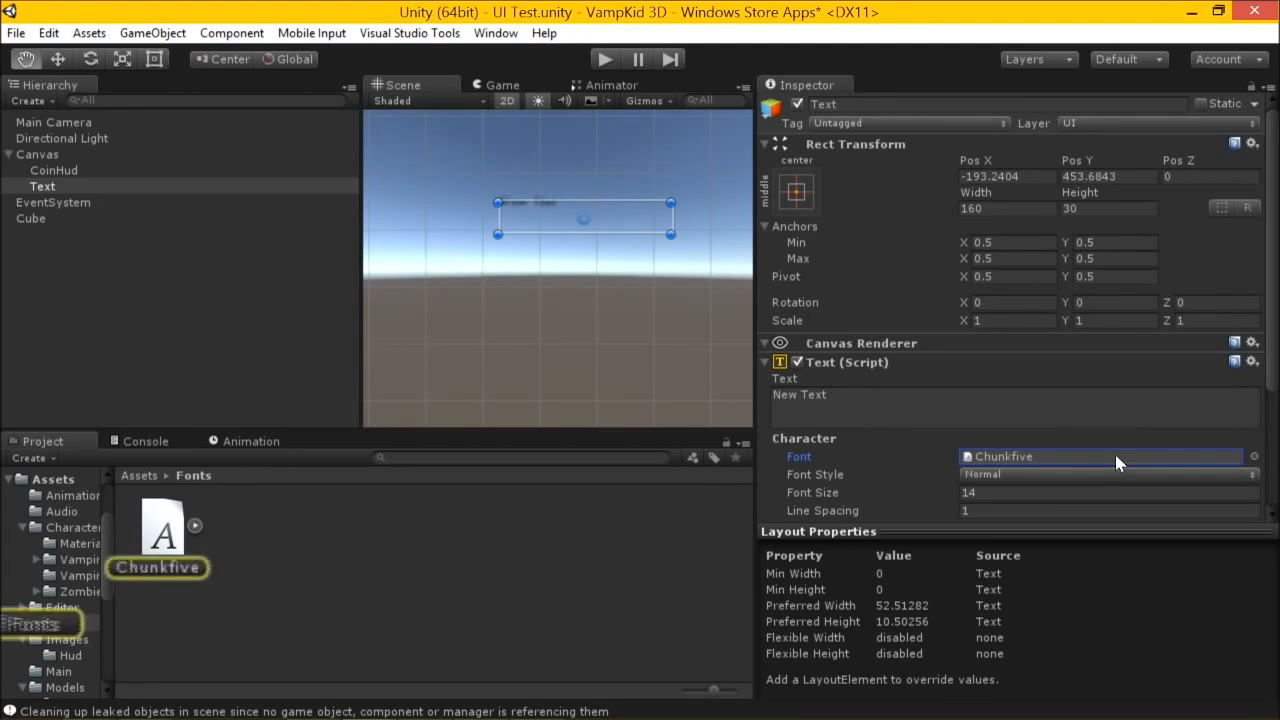 Unity (64bit) - UI Test.unity - VampKid 3D - Windows Store Apps* <DX11>
File Edit Assets GameObject Component Mobile Input Visual Studio Tools Window Help
Center Global Layers Default Account
Hierarchy
Create All
Main Camera
Directional Light
Canvas
CoinHud
Text
EventSystem
Cube
Scene Game Animator
Shaded 2D Gizmos All
New Text
Inspector
Text Static
Tag Untagged Layer UI
Rect Transform
center
middle
Pos X Pos Y Pos Z
-193.2404 453.6843 0
Width Height
160 30
R
Anchors
Min X 0.5 Y 0.5
Max X 0.5 Y 0.5
Pivot X 0.5 Y 0.5
Rotation X 0 Y 0 Z 0
Scale X 1 Y 1 Z 1
Canvas Renderer
Text (Script)
Text
New Text
Character
Font Chunkfive
Font Style Normal
Font Size 14
Line Spacing 1
Layout Properties
Property Value Source
Min Width 0 Text
Min Height 0 Text
Preferred Width 52.51282 Text
Preferred Height 10.50256 Text
Flexible Width disabled none
Flexible Height disabled none
Add a LayoutElement to override values.
Project Console Animation
Create
Assets
Animation
Audio
Character
Materia
Vampir
Vampir
Zombie
Editor
Fonts
Images
Hud
Main
Models
Assets Fonts
A
Chunkfive
Cleaning up leaked objects in scene since no game object, component or manager is referencing them